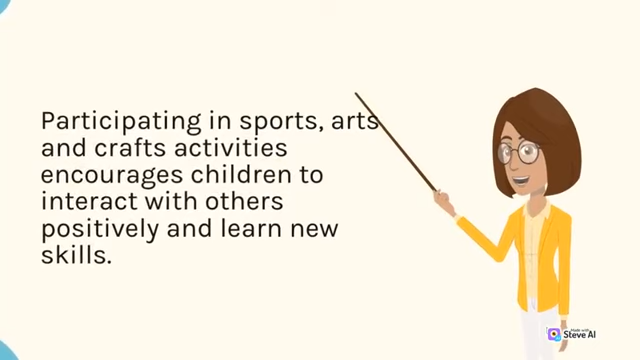 Participating in sports, arts
and crafts activities
encourages children to
interact with others
positively and learn new
skills.
Made with
Steve AI